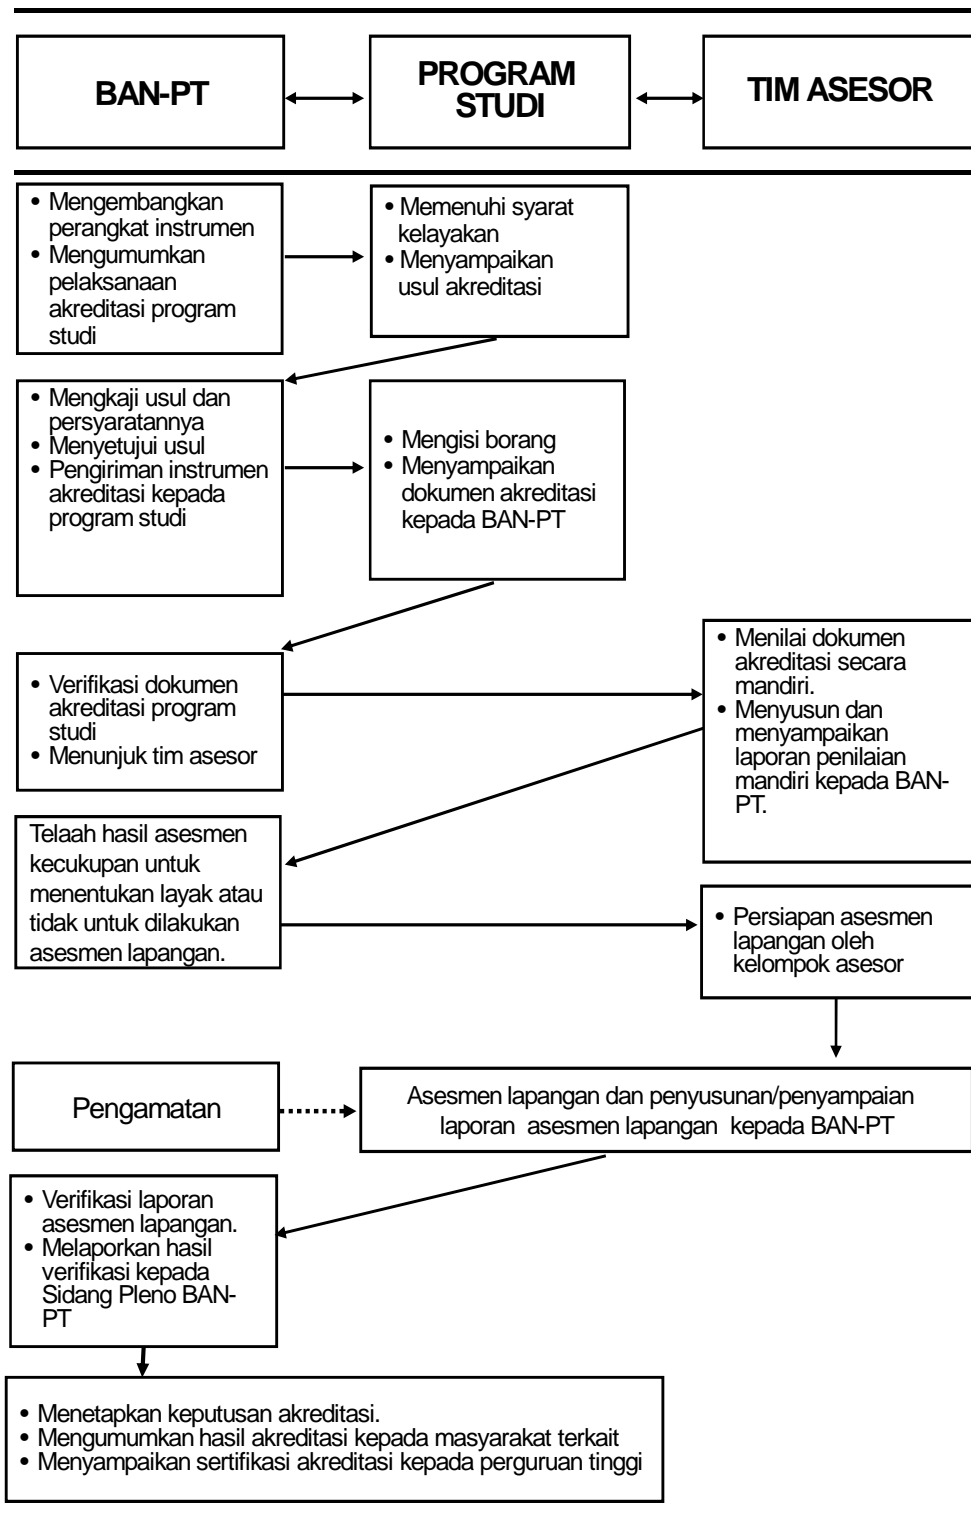 BAN-PT
PROGRAM
STUDI
TIM ASESOR
• Mengembangkan
perangkat instrumen
• Mengumumkan
pelaksanaan
akreditasi program
studi
• Memenuhi syarat
kelayakan
• Menyampaikan
usul akreditasi
• Mengkaji usul dan
persyaratannya
• Menyetujui usul
• Pengiriman instrumen
akreditasi kepada
program studi
• Mengisi borang
• Menyampaikan
dokumen akreditasi
kepada BAN-PT
• Verifikasi dokumen
akreditasi program
studi
• Menunjuk tim asesor
• Menilai dokumen
akreditasi secara
mandiri.
• Menyusun dan
menyampaikan
laporan penilaian
mandiri kepada BAN-
PT.
Telaah hasil asesmen
kecukupan untuk
menentukan layak atau
tidak untuk dilakukan
asesmen lapangan.
• Persiapan asesmen
lapangan oleh
kelompok asesor
Pengamatan
Asesmen lapangan dan penyusunan/penyampaian
laporan asesmen lapangan kepada BAN-PT
• Verifikasi laporan
asesmen lapangan.
• Melaporkan hasil
verifikasi kepada
Sidang Pleno BAN-
PT
• Menetapkan keputusan akreditasi.
• Mengumumkan hasil akreditasi kepada masyarakat terkait
• Menyampaikan sertifikasi akreditasi kepada perguruan tinggi